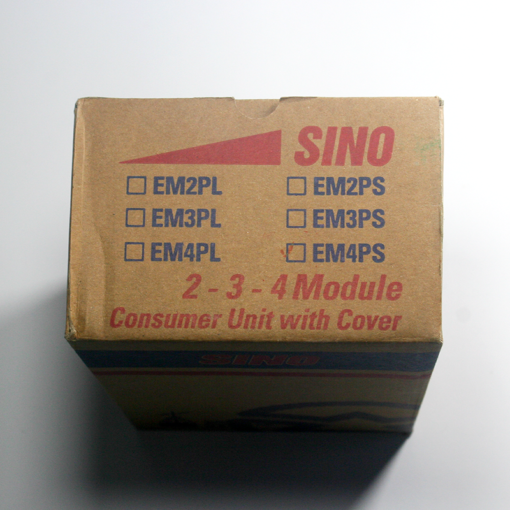 SINO
EM2PL EM2PS
EM3PL EM3PS
EM4PL EM4PS
2 - 3 - 4 Module
Consumer Unit with Cover